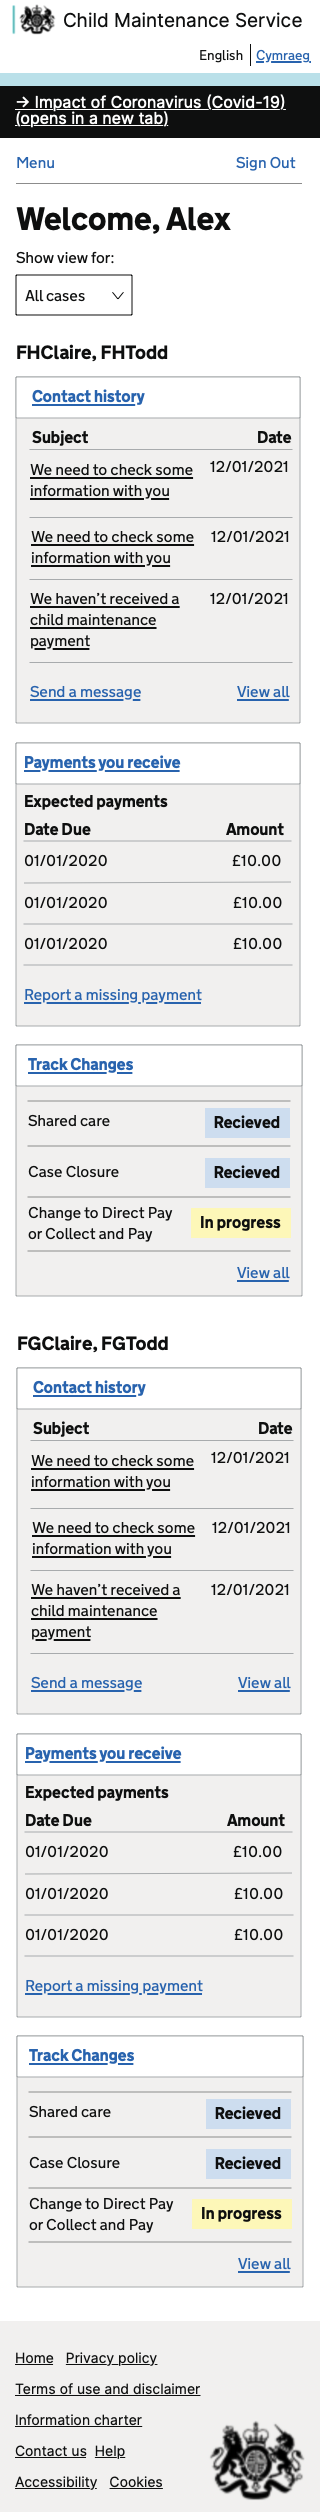 Child Maintenance Service
English Cymraeg
→ Impact of Coronavirus (Covid-19)
(opens in a new tab)
Menu Sign Out
Welcome, Alex
Show view for:
All cases
FHClaire, FHTodd
Contact history
Subject Date
We need to check some 12/01/2021
information with you
We need to check some 12/01/2021
information with you
We haven't received a 12/01/2021
child maintenance
payment
Send a message View all
Payments you receive
Expected payments
Date Due Amount
01/01/2020 £10.00
01/01/2020 £10.00
01/01/2020 £10.00
Report a missing payment
Track Changes
Shared care Recieved
Case Closure Recieved
Change to Direct Pay In progress
or Collect and Pay
View all
FGClaire, FGTodd
Contact history
Subject Date
We need to check some 12/01/2021
information with you
We need to check some 12/01/2021
information with you
We haven't received a 12/01/2021
child maintenance
payment
Send a message View all
Payments you receive
Expected payments
Date Due Amount
01/01/2020 £10.00
01/01/2020 £10.00
01/01/2020 £10.00
Report a missing payment
Track Changes
Shared care Recieved
Case Closure Recieved
Change to Direct Pay In progress
or Collect and Pay
View all
Home Privacy policy
Terms of use and disclaimer
Information charter
Contact us Help
Accessibility Cookies